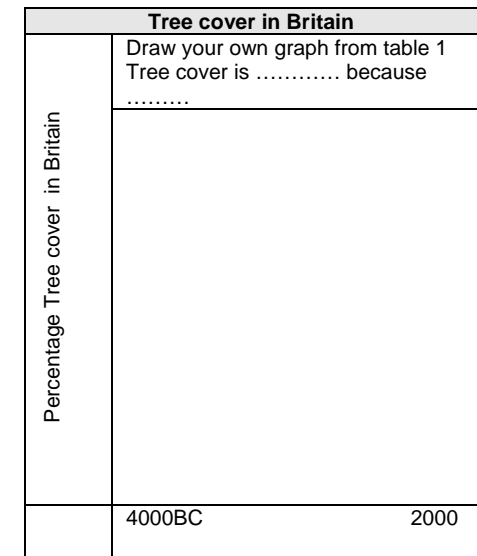 Tree cover in Britain
Draw your own graph from table 1
Tree cover is ………… because
………
Percentage Tree cover in Britain
4000BC 2000